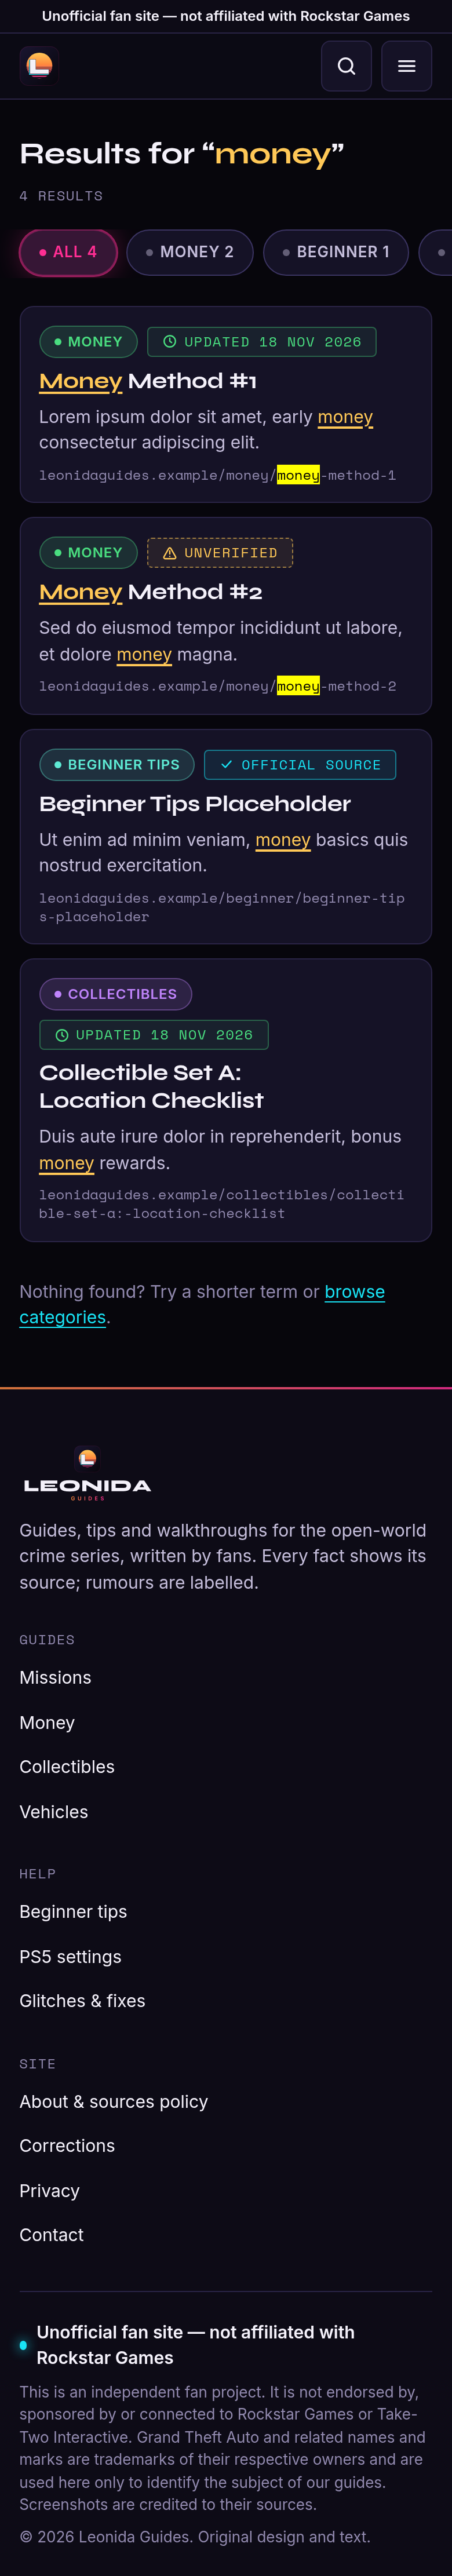 Unofficial fan site — not affiliated with Rockstar Games
L
Results for “money”
4 RESULTS
ALL 4
MONEY 2
BEGINNER 1
MONEY
UPDATED 18 NOV 2026
Money Method #1
Lorem ipsum dolor sit amet, early money
consectetur adipiscing elit.
leonidaguides.example/money/money-method-1
MONEY
UNVERIFIED
Money Method #2
Sed do eiusmod tempor incididunt ut labore,
et dolore money magna.
leonidaguides.example/money/money-method-2
BEGINNER TIPS
OFFICIAL SOURCE
Beginner Tips Placeholder
Ut enim ad minim veniam, money basics quis
nostrud exercitation.
leonidaguides.example/beginner/beginner-tip
s-placeholder
COLLECTIBLES
UPDATED 18 NOV 2026
Collectible Set A:
Location Checklist
Duis aute irure dolor in reprehenderit, bonus
money rewards.
leonidaguides.example/collectibles/collecti
ble-set-a:-location-checklist
Nothing found? Try a shorter term or browse
categories.
L
LEONIDA
GUIDES
Guides, tips and walkthroughs for the open-world
crime series, written by fans. Every fact shows its
source; rumours are labelled.
GUIDES
Missions
Money
Collectibles
Vehicles
HELP
Beginner tips
PS5 settings
Glitches & fixes
SITE
About & sources policy
Corrections
Privacy
Contact
Unofficial fan site — not affiliated with
Rockstar Games
This is an independent fan project. It is not endorsed by,
sponsored by or connected to Rockstar Games or Take-
Two Interactive. Grand Theft Auto and related names and
marks are trademarks of their respective owners and are
used here only to identify the subject of our guides.
Screenshots are credited to their sources.
© 2026 Leonida Guides. Original design and text.